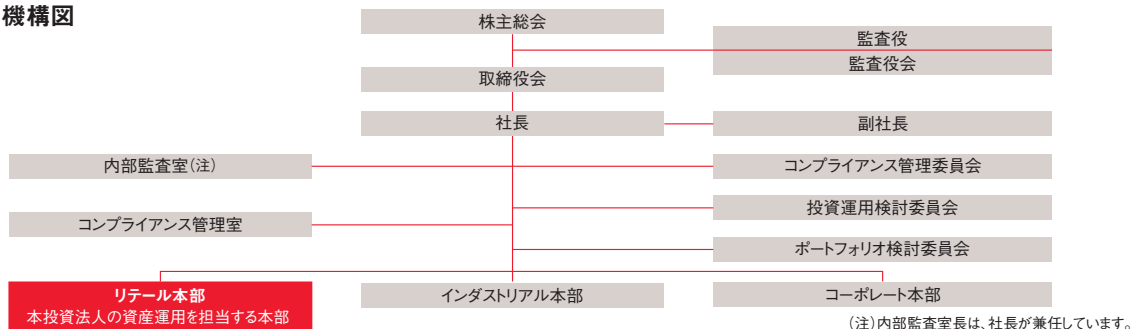 機構図
株主総会
監査役
監査役会
取締役会
社長
副社長
内部監査室(注)
コンプライアンス管理委員会
投資運用検討委員会
コンプライアンス管理室
ポートフォリオ検討委員会
リテール本部
本投資法人の資産運用を担当する本部
インダストリアル本部
コーポレート本部
(注)内部監査室長は、社長が兼任しています。